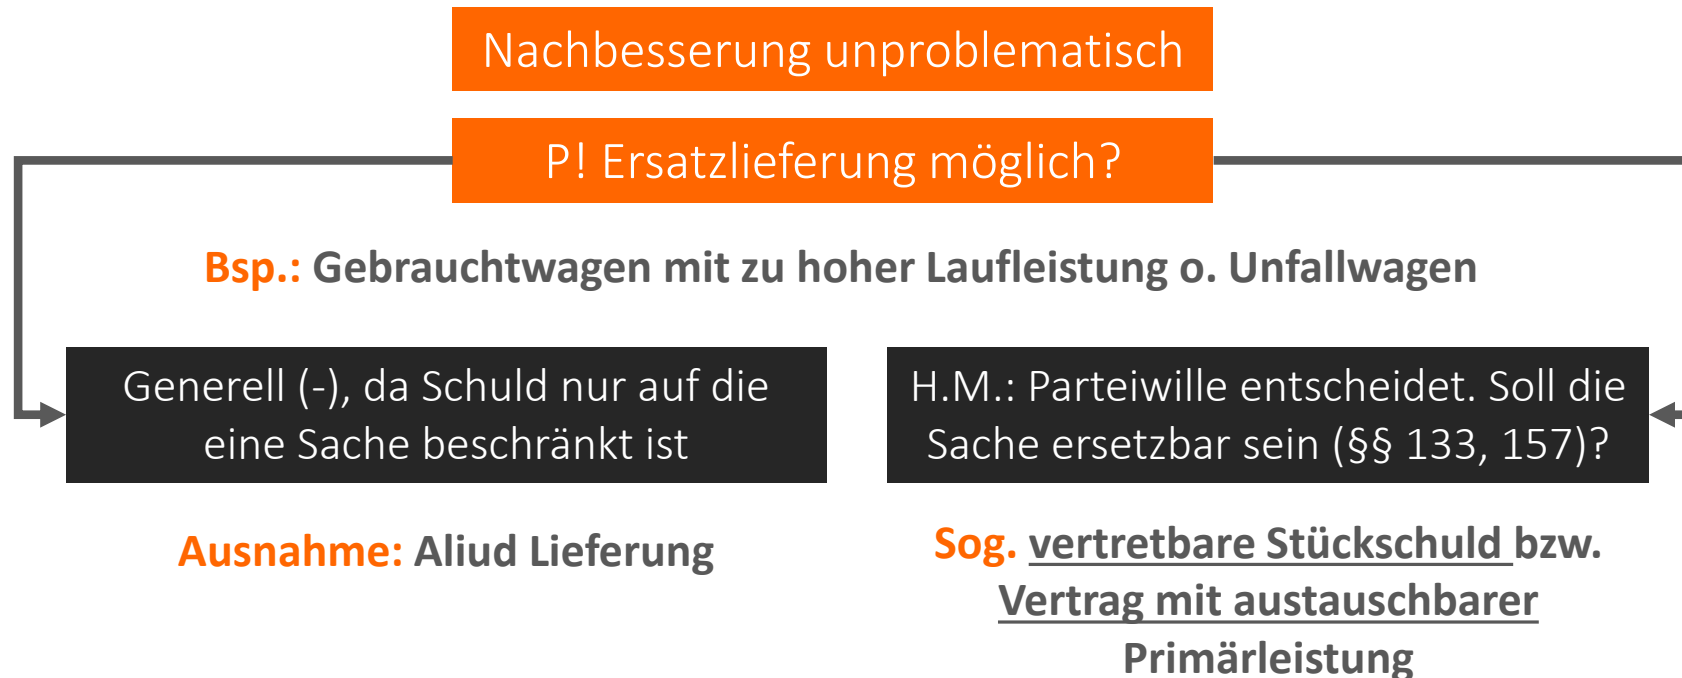 Nachbesserung unproblematisch
P! Ersatzlieferung möglich?
Bsp.: Gebrauchtwagen mit zu hoher Laufleistung o. Unfallwagen
Generell (-), da Schuld nur auf die
eine Sache beschränkt ist
Ausnahme: Aliud Lieferung
H.M.: Parteiwille entscheidet. Soll die
Sache ersetzbar sein (§§ 133, 157)?
Sog. vertretbare Stückschuld bzw.
Vertrag mit austauschbarer
Primärleistung